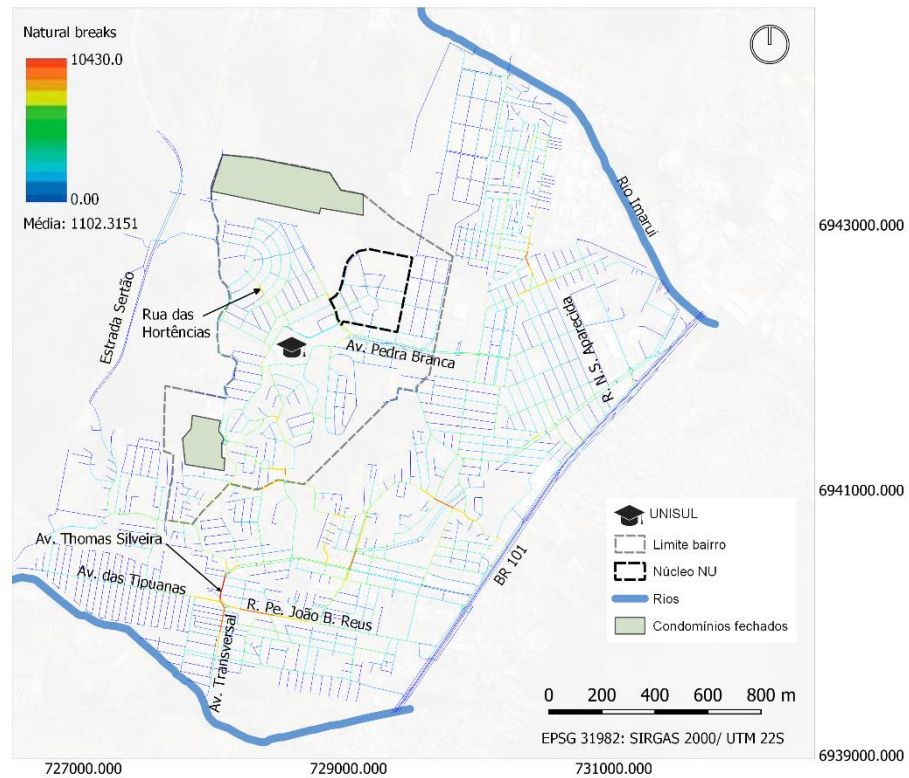 Natural breaks
10430.0
0.00
Média: 1102.3151
Rio Imarui
6943000.000
Estrada Sertão
Rua das
Hortências
Av. Pedra Branca
R. N.S. Aparecida
6941000.000
UNISUL
Limite bairro
Núcleo NU
Rios
Condomínios fechados
Av. Thomas Silveira
Av. das Tipuanas
R. Pe. João B. Reus
BR 101
Av. Transversal
0 200 400 600 800 m
EPSG 31982: SIRGAS 2000/ UTM 22S
6939000.000
727000.000 729000.000 731000.000